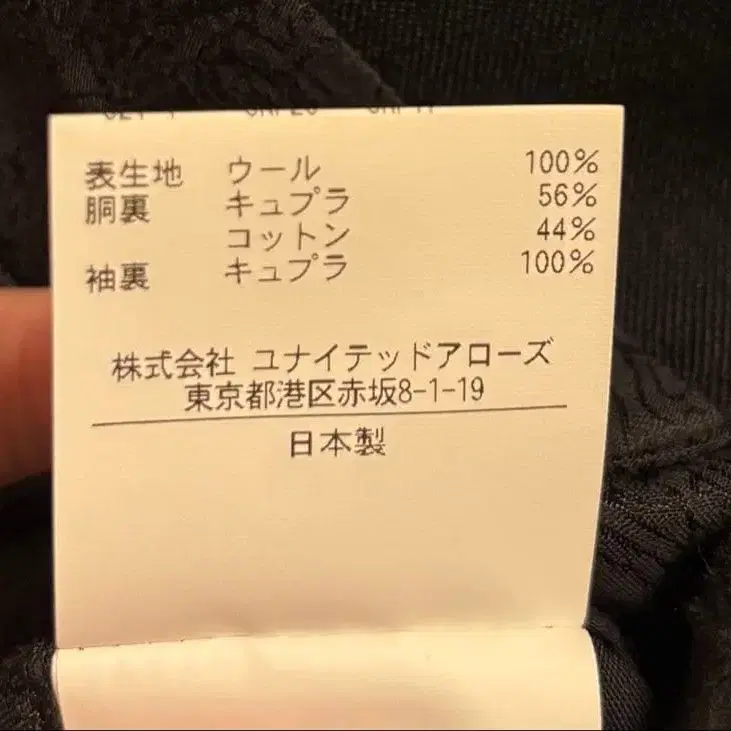 表生地 ウール 100%
胴裏 キュプラ 56%
コットン 44%
袖裏 キュプラ 100%
株式会社 ユナイテッドアローズ
東京都港区赤坂8-1-19
日本製